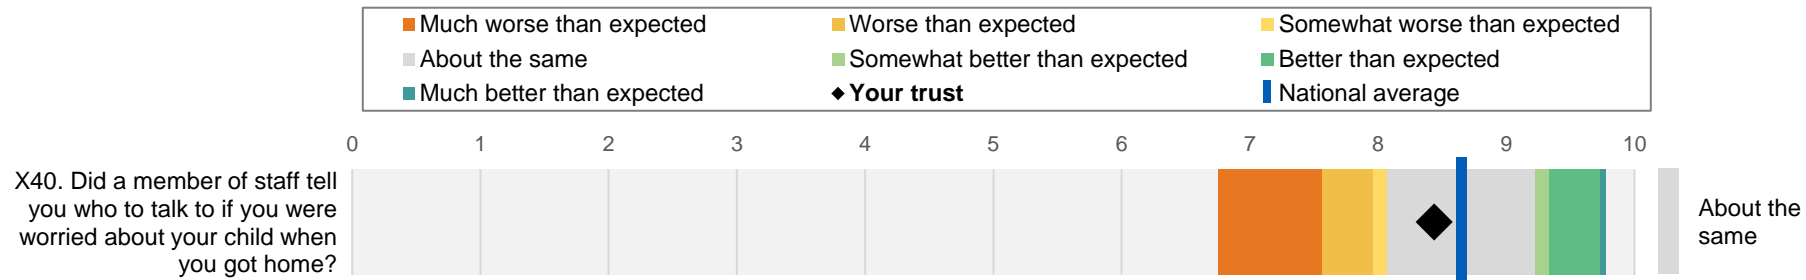 Much worse than expected
Worse than expected
Somewhat worse than expected
About the same
Somewhat better than expected
Better than expected
Much better than expected
Your trust
National average
0 1 2 3 4 5 6 7 8 9 10
X40. Did a member of staff tell
you who to talk to if you were
worried about your child when
you got home?
About the
same